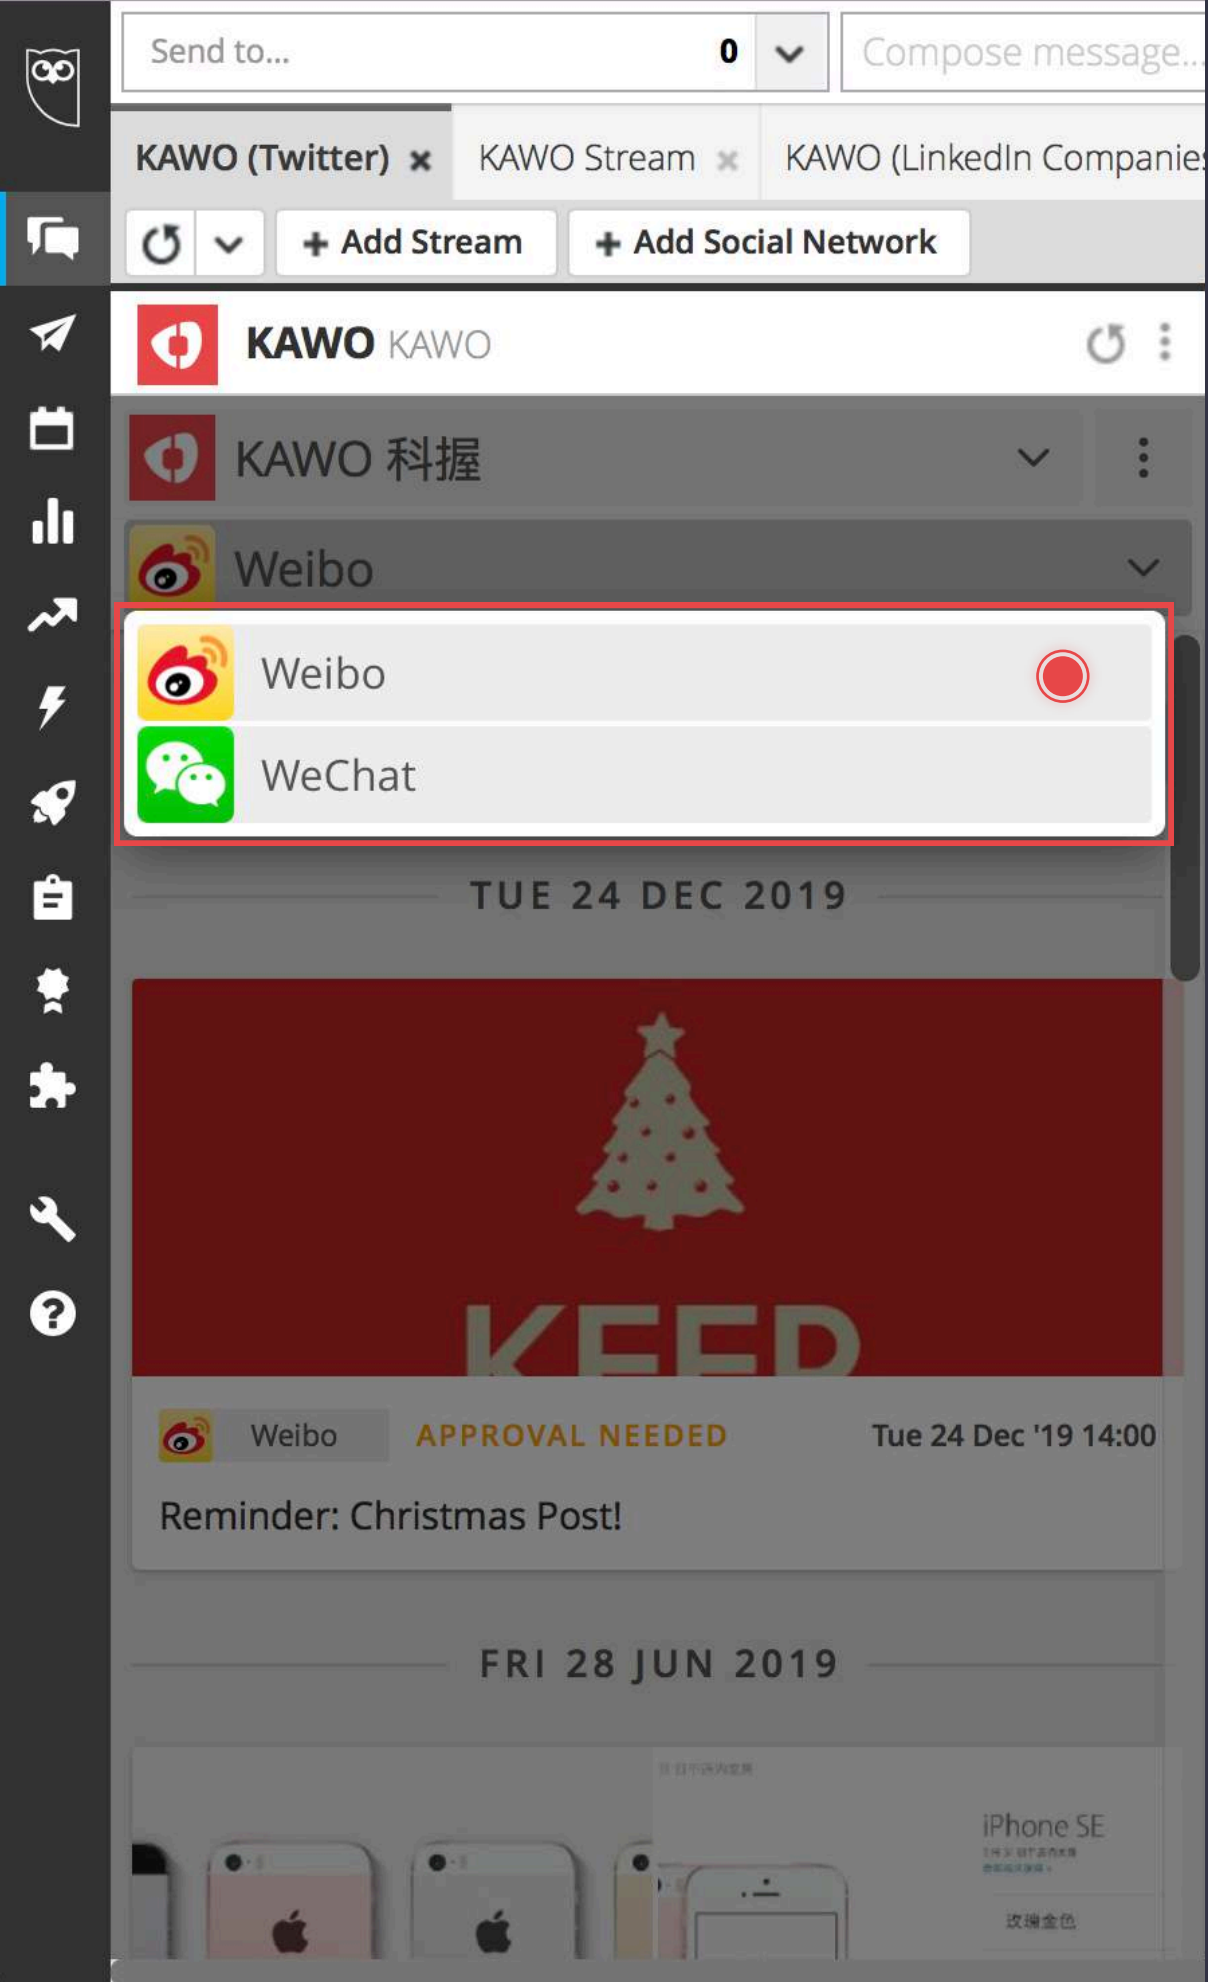 Send to...
0
Compose message...
KAWO (Twitter)
KAWO Stream
KAWO (LinkedIn Companies
Add Stream
Add Social Network
KAWO KAWO
KAWO 科握
Weibo
Weibo
WeChat
TUE 24 DEC 2019
KEEP
Weibo
APPROVAL NEEDED
Tue 24 Dec '19 14:00
Reminder: Christmas Post!
FRI 28 JUN 2019
iPhone SE
玫瑰金色